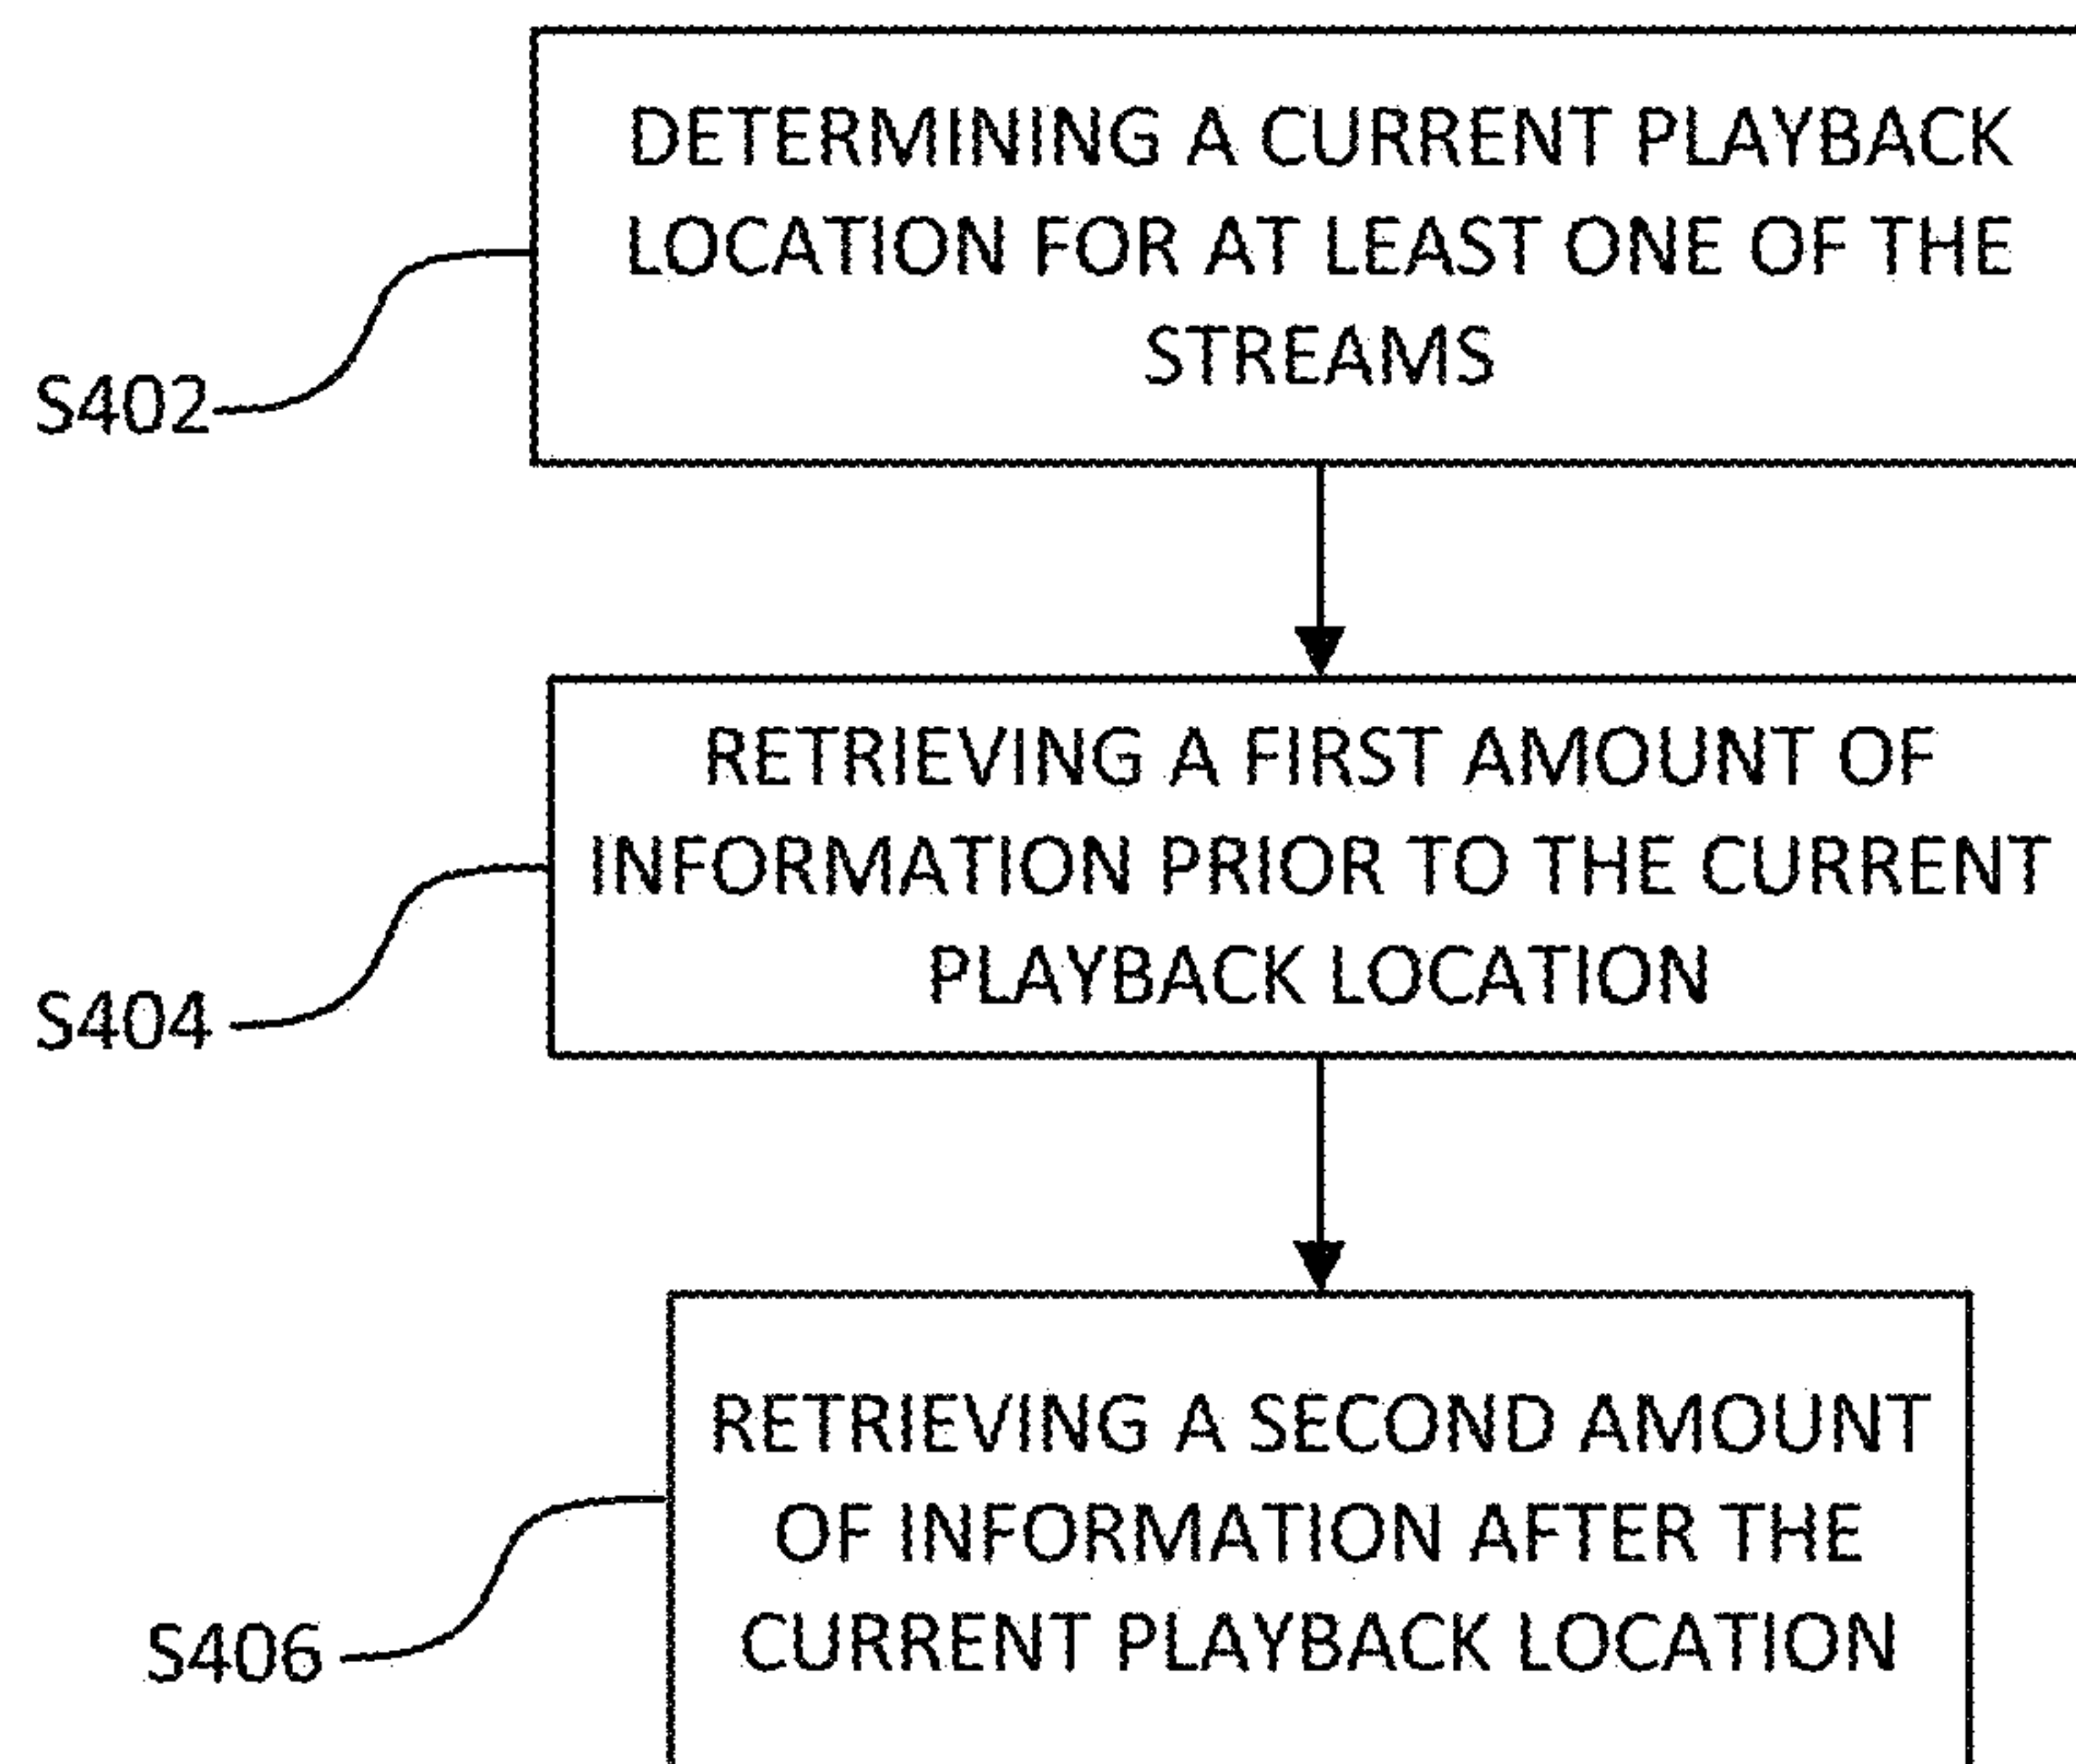 DETERMINING A CURRENT PLAYBACK
LOCATION FOR AT LEAST ONE OF THE
STREAMS
S402
RETRIEVING A FIRST AMOUNT OF
INFORMATION PRIOR TO THE CURRENT
PLAYBACK LOCATION
S404
RETRIEVING A SECOND AMOUNT
OF INFORMATION AFTER THE
CURRENT PLAYBACK LOCATION
S406